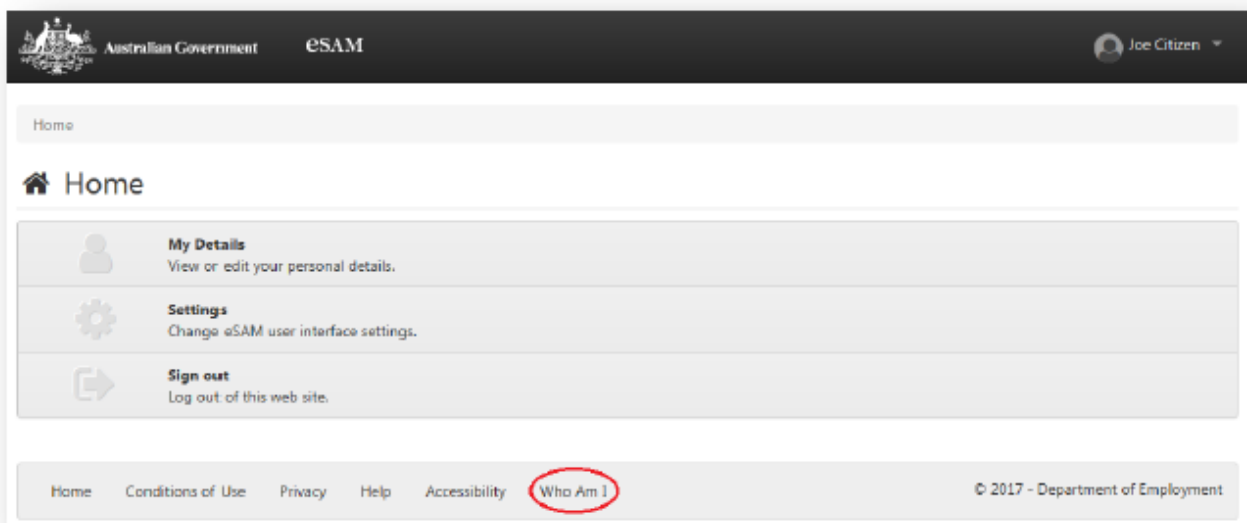 Australian Government eSAM Joe Citizen
Home
Home
My Details
View or edit your personal details.
Settings
Change eSAM user interface settings.
Sign out
Log out of this web site.
Home Conditions of Use Privacy Help Accessibility Who Am I © 2017 - Department of Employment